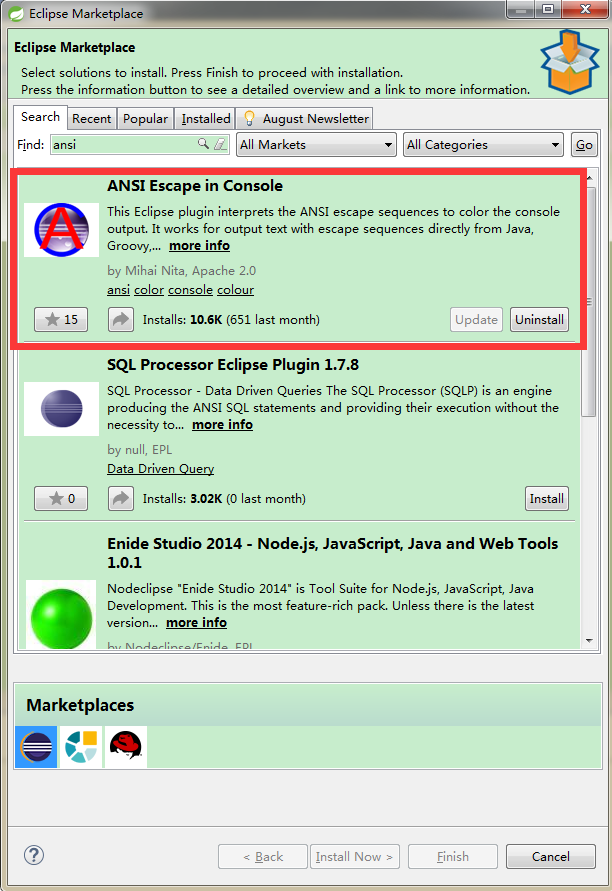 Eclipse Marketplace
Eclipse Marketplace
Select solutions to install. Press Finish to proceed with installation.
Press the information button to see a detailed overview and a link to more information.
Search Recent Popular Installed August Newsletter
Find: ansi All Markets All Categories Go
ANSI Escape in Console
This Eclipse plugin interprets the ANSI escape sequences to color the console
output. It works for output text with escape sequences directly from Java,
Groovy,... more info
by Mihai Nita, Apache 2.0
ansi color console colour
15 Installs: 10.6K (651 last month) Update Uninstall
SQL Processor Eclipse Plugin 1.7.8
SQL Processor - Data Driven Queries The SQL Processor (SQLP) is an engine
producing the ANSI SQL statements and providing their execution without the
necessity to... more info
by null, EPL
Data Driven Query
0 Installs: 3.02K (0 last month) Install
Enide Studio 2014 - Node.js, JavaScript, Java and Web Tools
1.0.1
Nodeclipse "Enide Studio 2014" is Tool Suite for Node.js, JavaScript, Java
Development. This is the most feature-rich pack. Unless there is the latest
version... more info
by Nodeclipse/Enide, EPL
Marketplaces
? < Back Install Now > Finish Cancel